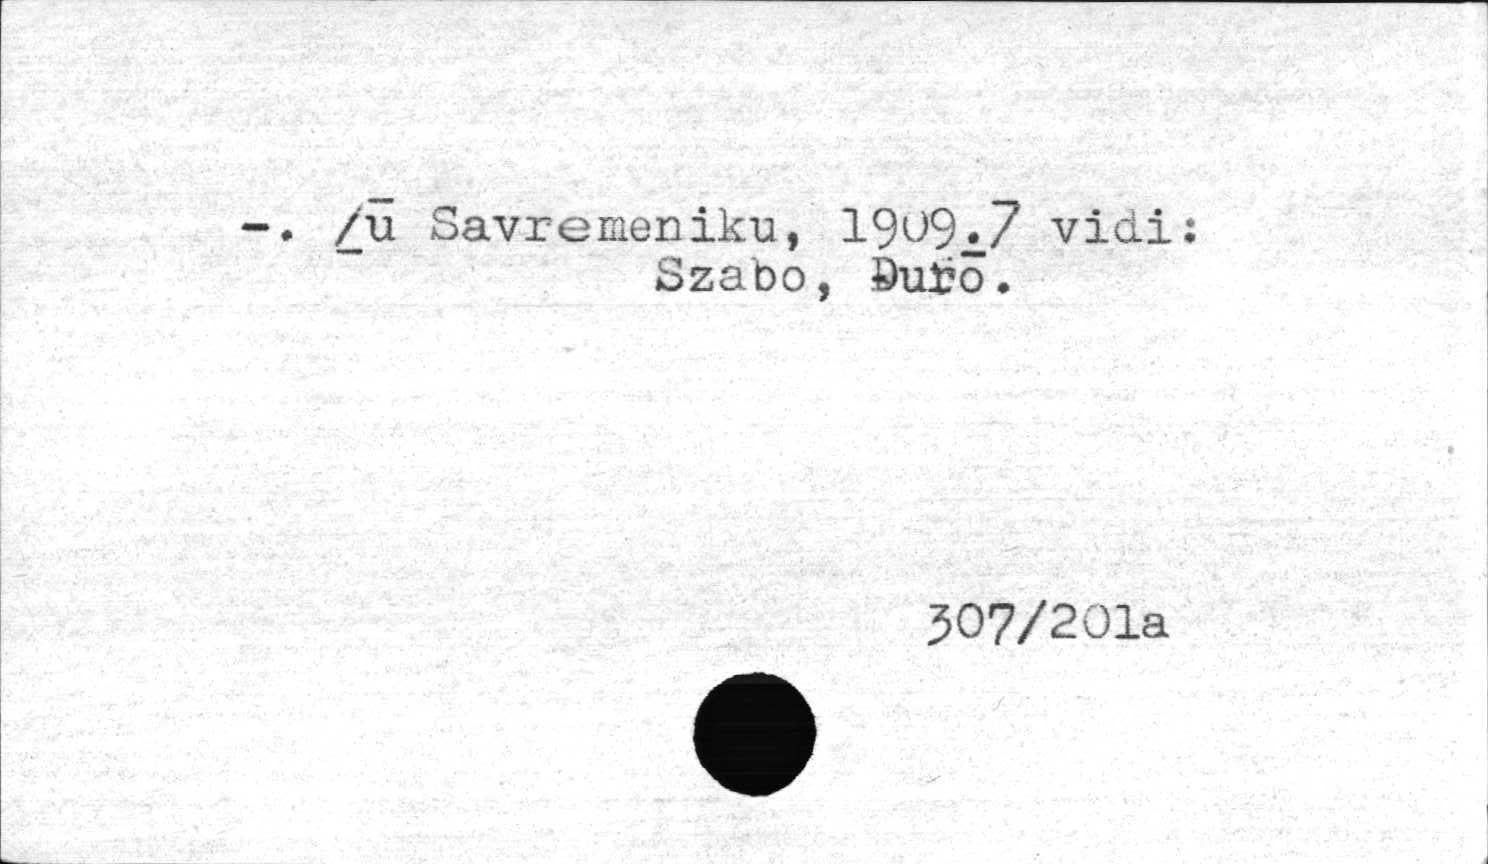 -. [u Savremeniku, 1909.] vidi:
Szabo, Đuro.
307/201a